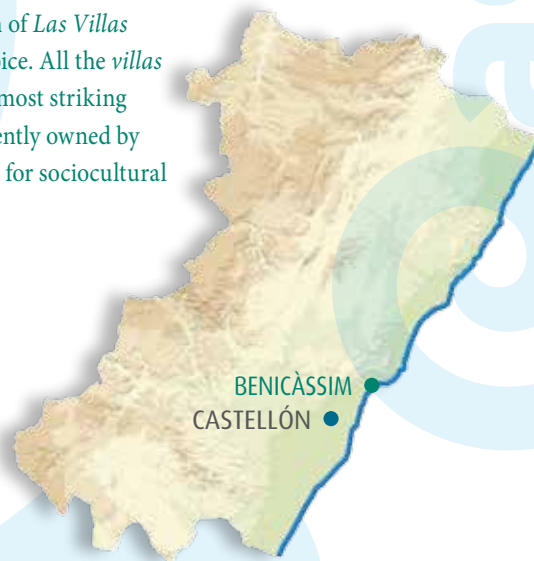 of Las Villas
ice. All the villas
most striking
ently owned by
for sociocultural
BENICÀSSIM
CASTELLÓN